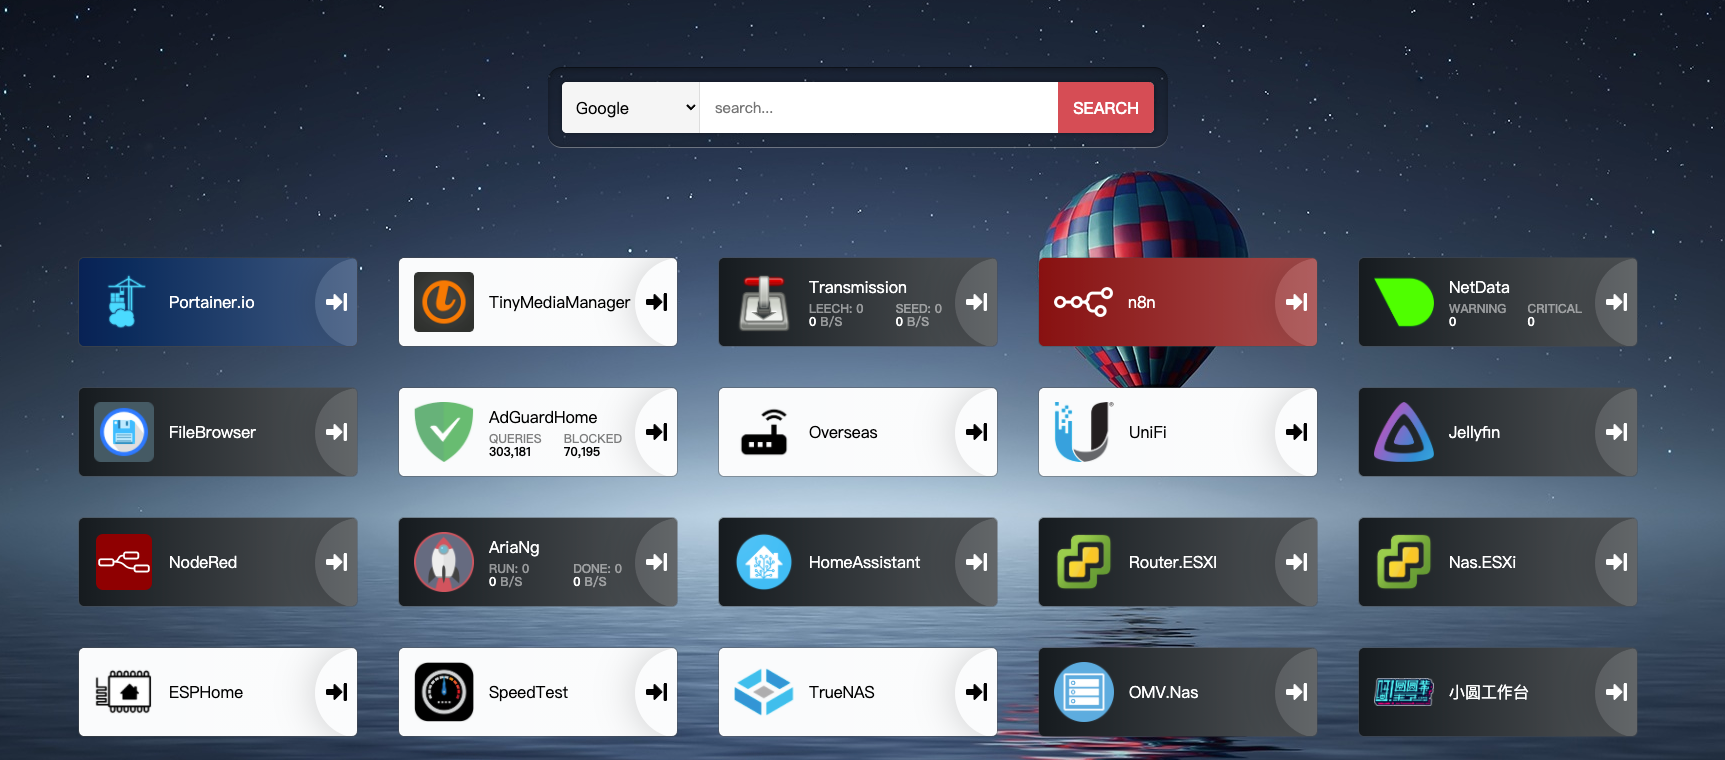 Google
search...
SEARCH
Portainer.io
TinyMediaManager
Transmission
LEECH: 0 SEED: 0
0 B/S 0 B/S
n8n
NetData
WARNING CRITICAL
0 0
FileBrowser
AdGuardHome
QUERIES BLOCKED
303,181 70,195
Overseas
UniFi
Jellyfin
NodeRed
AriaNg
RUN: 0 DONE: 0
0 B/S 0 B/S
HomeAssistant
Router.ESXI
Nas.ESXi
ESPHome
SpeedTest
TrueNAS
OMV.Nas
小圆工作台